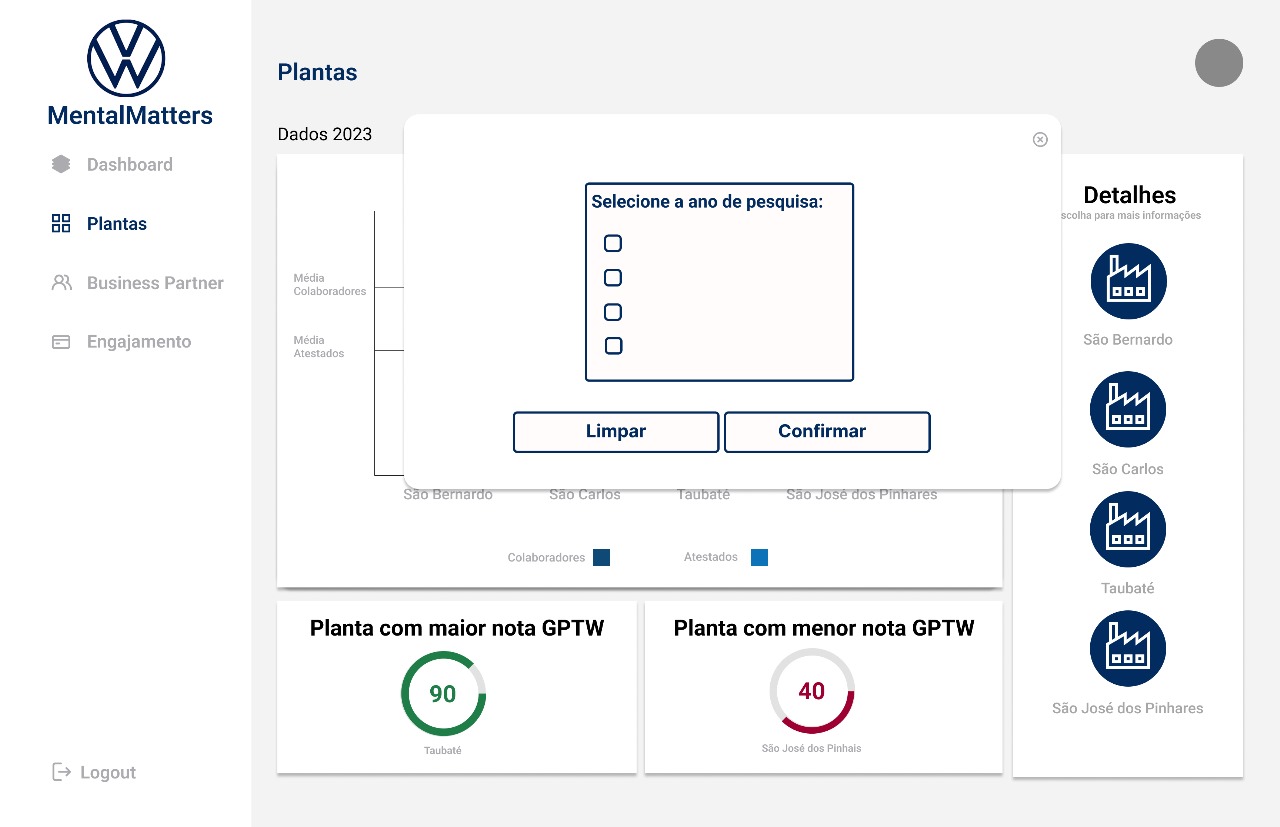 MentalMatters
Dashboard
Plantas
Business Partner
Engajamento
Logout
Plantas
Dados 2023
Média
Colaboradores
Média
Atestados
São Bernardo
São Carlos
Taubaté
São José dos Pinhares
Colaboradores
Atestados
Selecione a ano de pesquisa:
Limpar
Confirmar
Planta com maior nota GPTW
90
Taubaté
Planta com menor nota GPTW
40
São José dos Pinhais
Detalhes
scolha para mais informações
São Bernardo
São Carlos
Taubaté
São José dos Pinhares